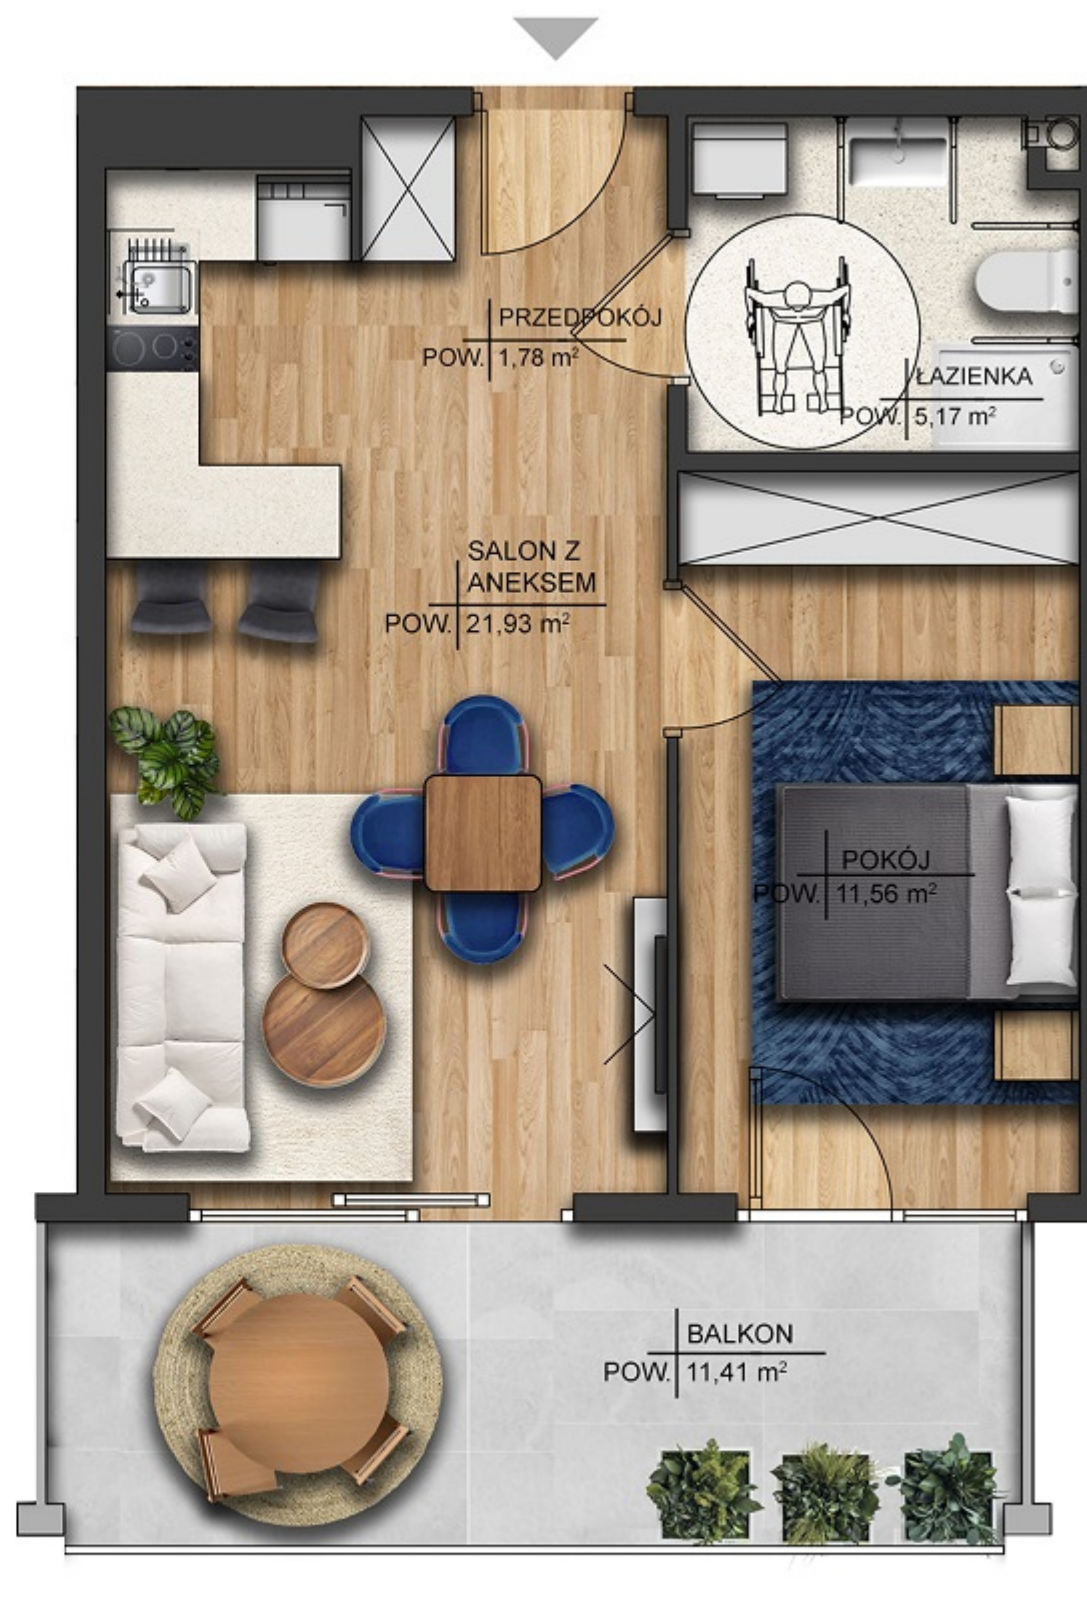 PRZEDPOKÓJ
POW. 1,78 m²
ŁAZIENKA
POW. 5,17 m²
SALON Z
ANEKSEM
POW. 21,93 m²
POKÓJ
POW. 11,56 m²
BALKON
POW. 11,41 m²